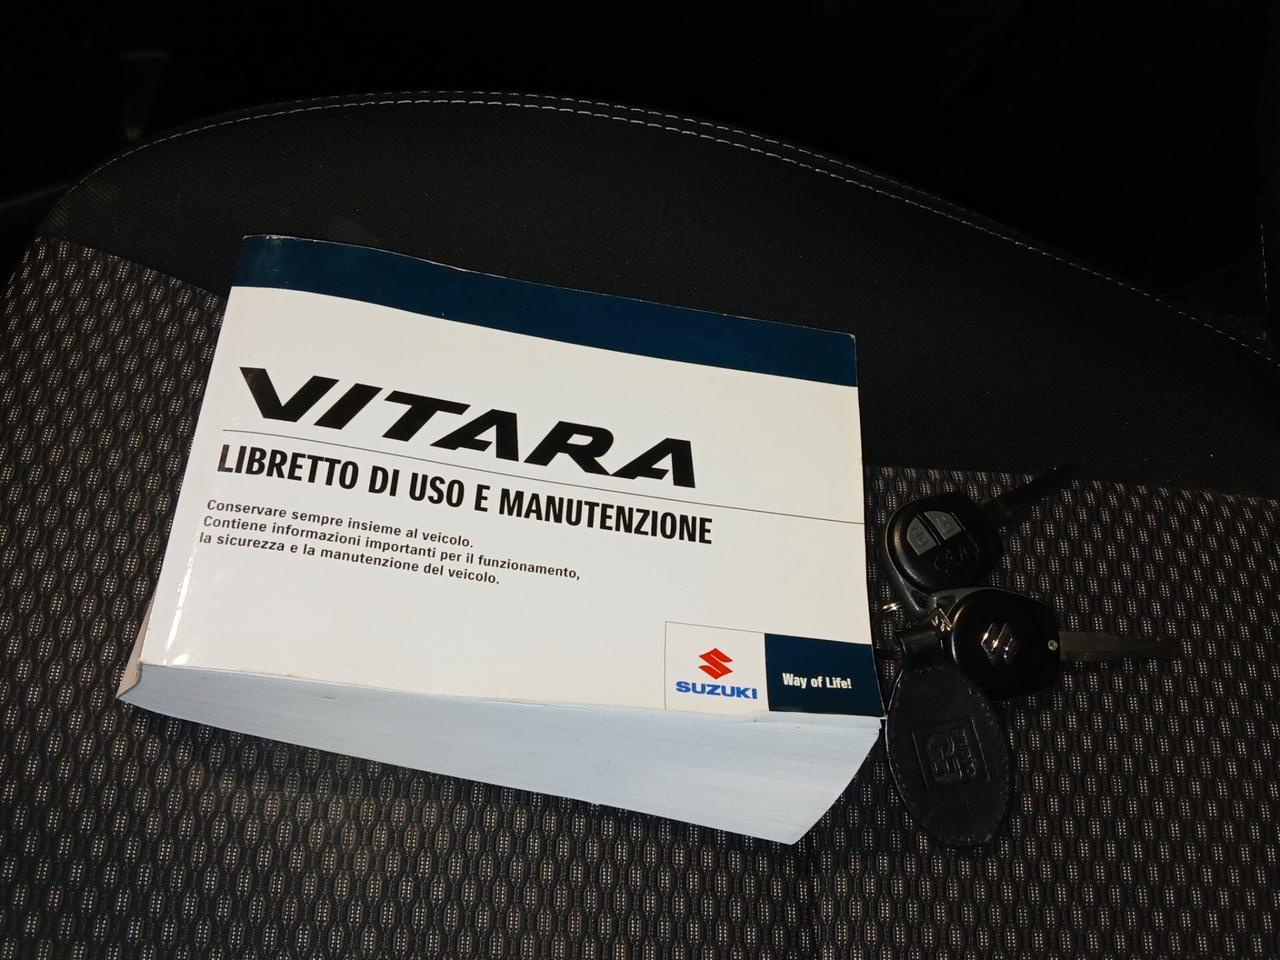 VITARA
LIBRETTO DI USO E MANUTENZIONE
Conservare sempre insieme al veicolo.
Contiene informazioni importanti per il funzionamento,
la sicurezza e la manutenzione del veicolo.
SUZUKI
Way of Life!